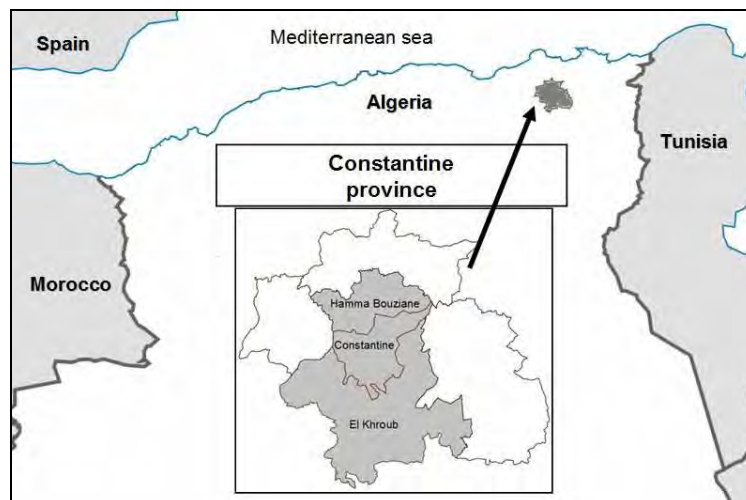 Spain
Mediterranean sea
Algeria
Tunisia
Constantine
province
Morocco
Hamma Bouziane
Constantine
El Khroub